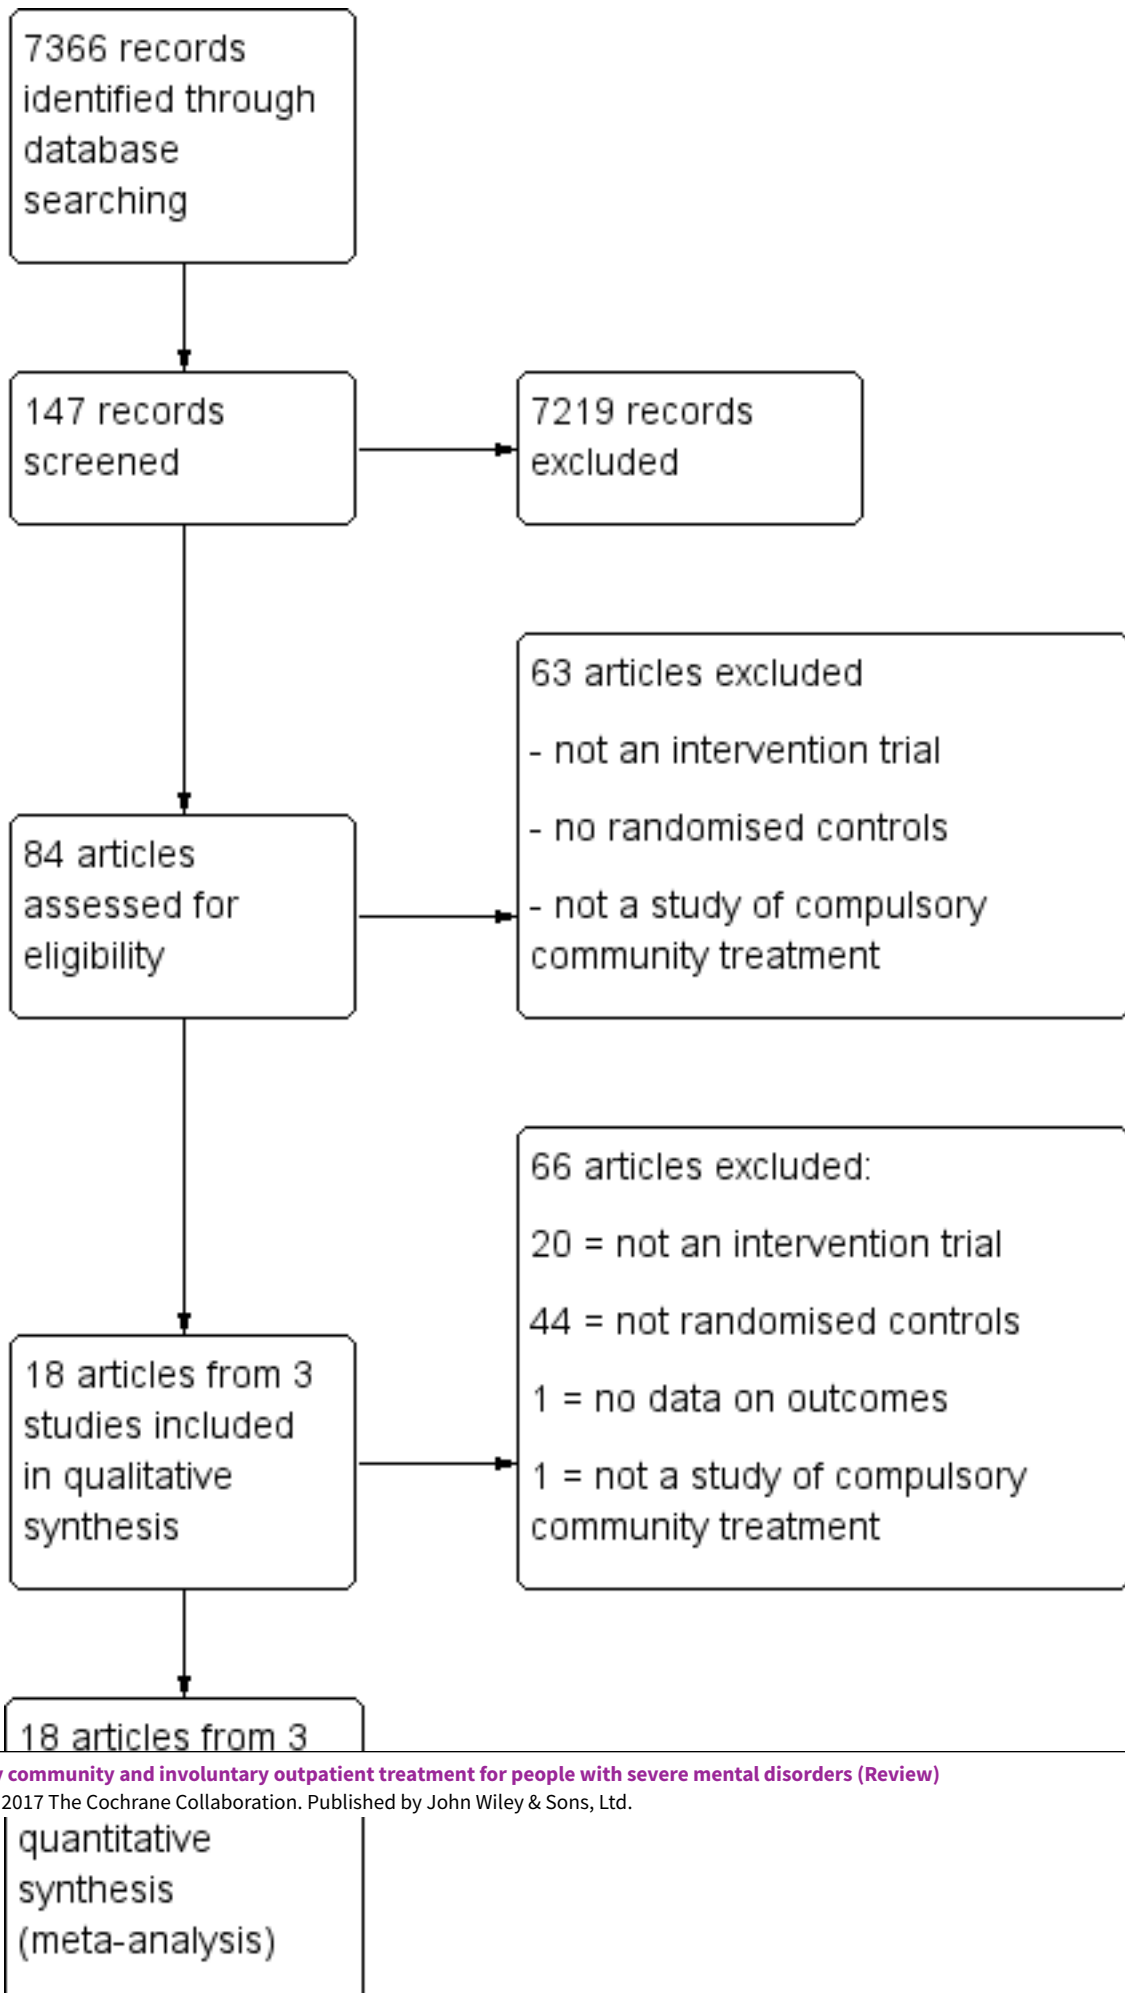 7366 records
identified through
database
searching
147 records
screened
7219 records
excluded
63 articles excluded
- not an intervention trial
- no randomised controls
- not a study of compulsory
community treatment
84 articles
assessed for
eligibility
66 articles excluded:
20 = not an intervention trial
44 = not randomised controls
1 = no data on outcomes
1 = not a study of compulsory
community treatment
18 articles from 3
studies included
in qualitative
synthesis
18 articles from 3
y community and involuntary outpatient treatment for people with severe mental disorders (Review)
2017 The Cochrane Collaboration. Published by John Wiley & Sons, Ltd.
quantitative
synthesis
(meta-analysis)